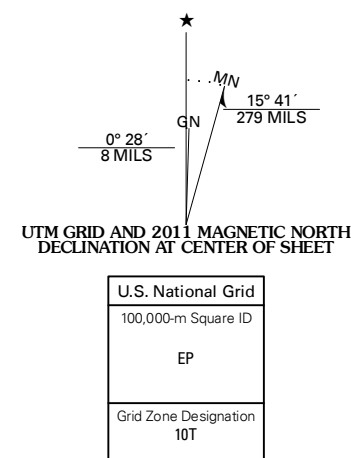 ★
MN
15° 41´
279 MILS
GN
0° 28´
8 MILS
UTM GRID AND 2011 MAGNETIC NORTH
DECLINATION AT CENTER OF SHEET
U.S. National Grid
100,000-m Square ID
EP
Grid Zone Designation
10T